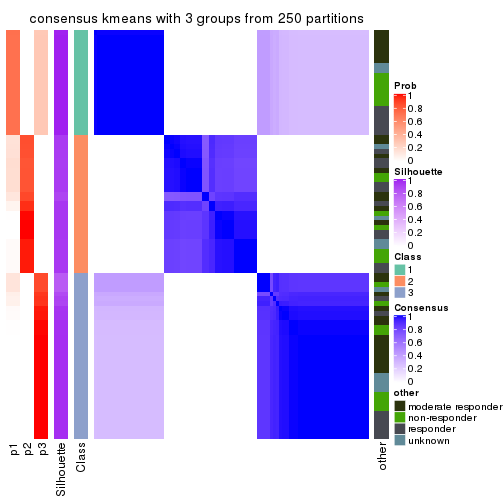 consensus kmeans with 3 groups from 250 partitions
Prob
1
0.8
0.6
0.4
0.2
0
Silhouette
1
0.8
0.6
0.4
0.2
0
Class
1
2
3
Consensus
1
0.8
0.6
0.4
0.2
0
other
moderate responder
non-responder
responder
unknown
p1
p2
p3
Silhouette
Class
other